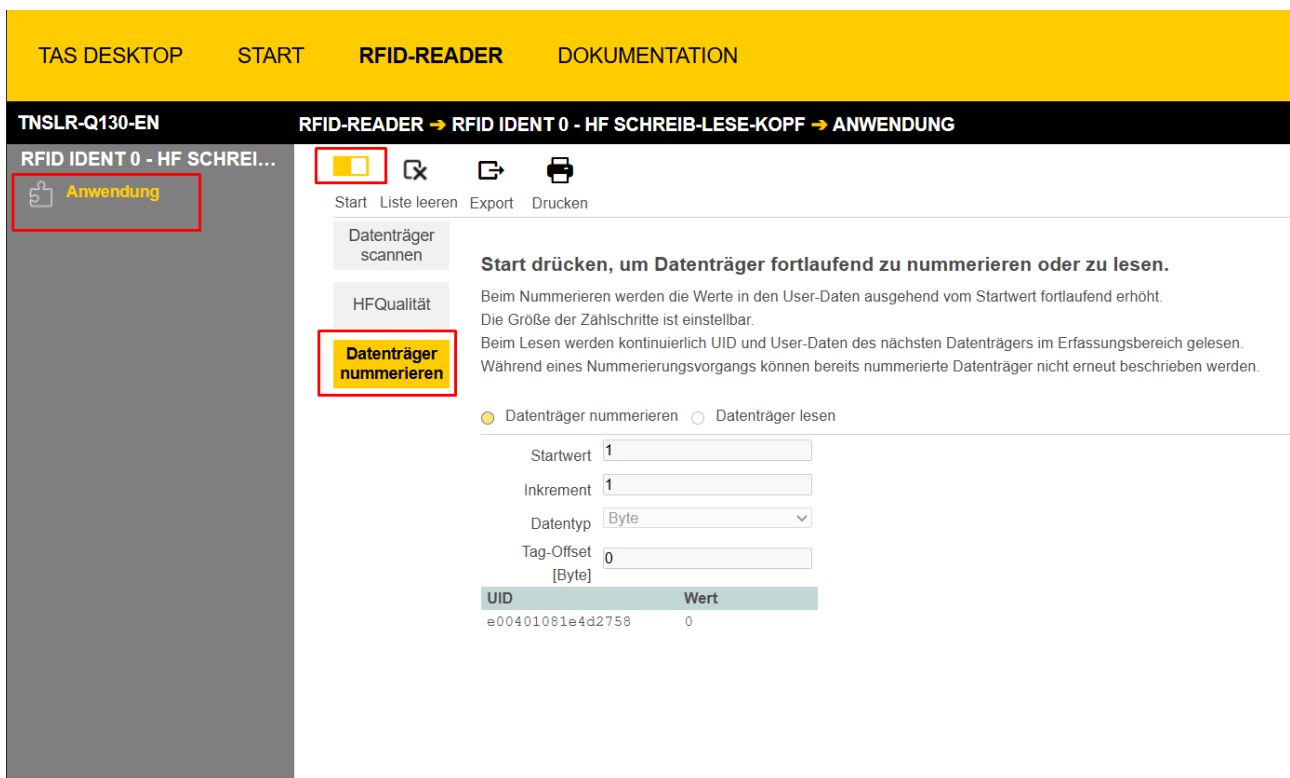 TAS DESKTOP START RFID-READER DOKUMENTATION
TNSLR-Q130-EN
RFID-READER ➔ RFID IDENT 0 - HF SCHREIB-LESE-KOPF ➔ ANWENDUNG
RFID IDENT 0 - HF SCHREI...
Anwendung
Start Liste leeren Export Drucken
Datenträger
scannen
HFQualität
Datenträger
nummerieren
Start drücken, um Datenträger fortlaufend zu nummerieren oder zu lesen.
Beim Nummerieren werden die Werte in den User-Daten ausgehend vom Startwert fortlaufend erhöht.
Die Größe der Zählschritte ist einstellbar.
Beim Lesen werden kontinuierlich UID und User-Daten des nächsten Datenträgers im Erfassungsbereich gelesen.
Während eines Nummerierungsvorgangs können bereits nummerierte Datenträger nicht erneut beschrieben werden.
Datenträger nummerieren Datenträger lesen
Startwert 1
Inkrement 1
Datentyp Byte
Tag-Offset
[Byte] 0
UID Wert
e00401081e4d2758 0